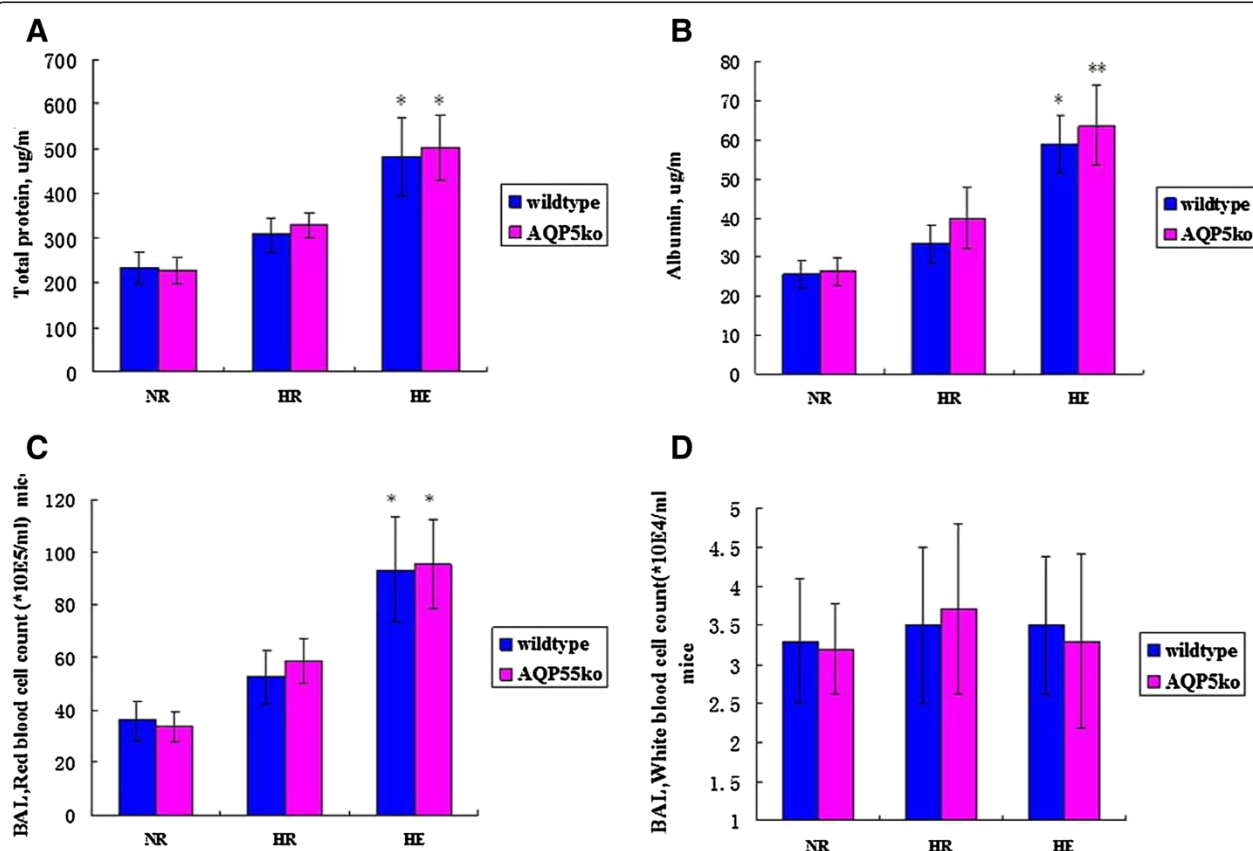 A
700
600
500
400
300
200
100
0
Total protein, ug/m
* *
NR HR HE
wildtype
AQP5ko
B
80
70
60
50
40
30
20
10
0
Albumin, ug/m
* **
NR HR HE
wildtype
AQP5ko
C
120
100
80
60
40
20
0
BAL,Red blood cell count (*10E5/ml) mic
* *
NR HR HE
wildtype
AQP55ko
D
5
4.5
4
3.5
3
2.5
2
1.5
1
BAL,White blood cell count(*10E4/ml
mice
NR HR HE
wildtype
AQP5ko